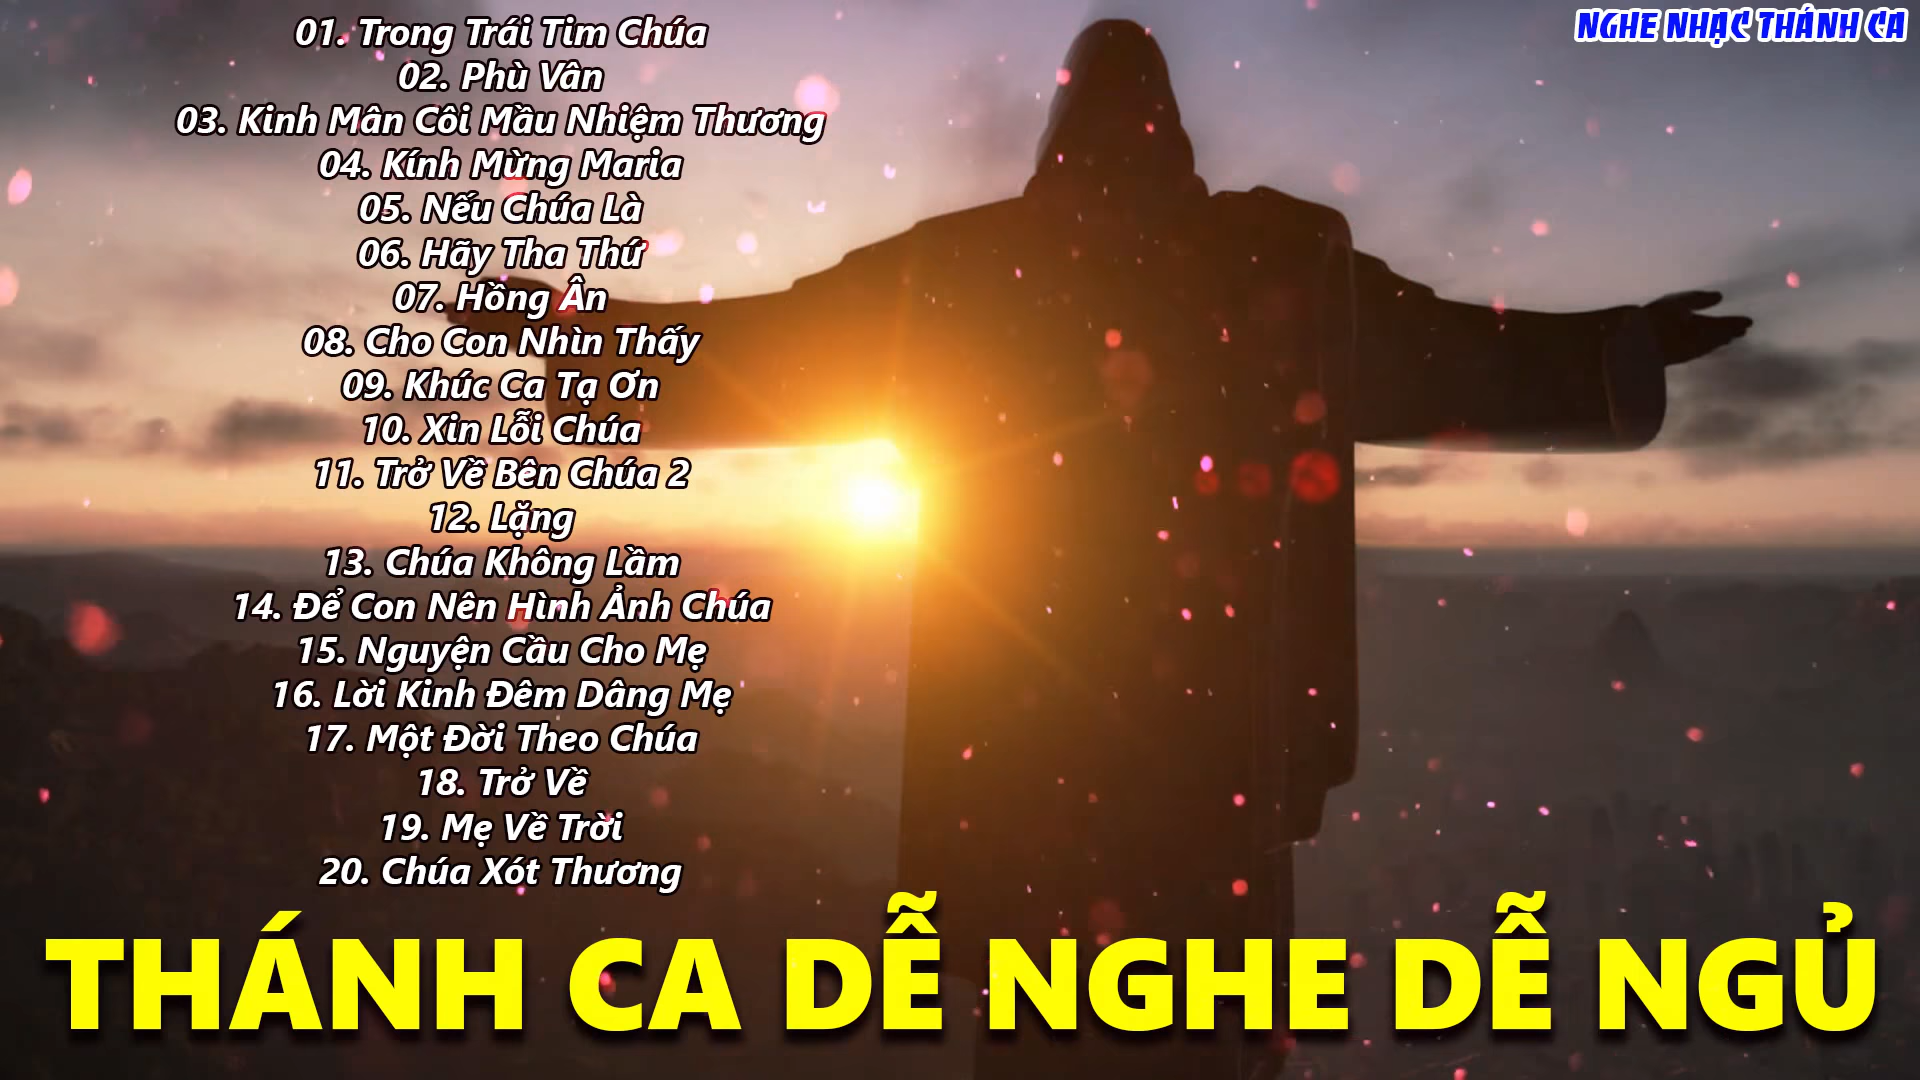 01. Trong Trái Tim Chúa
02. Phù Vân
03. Kinh Mân Côi Mầu Nhiệm Thương
04. Kính Mừng Maria
05. Nếu Chúa Là
06. Hãy Tha Thứ
07. Hồng Ân
08. Cho Con Nhìn Thấy
09. Khúc Ca Tạ Ơn
10. Xin Lỗi Chúa
11. Trở Về Bên Chúa 2
12. Lặng
13. Chúa Không Lầm
14. Để Con Nên Hình Ảnh Chúa
15. Nguyện Cầu Cho Mẹ
16. Lời Kinh Đêm Dâng Mẹ
17. Một Đời Theo Chúa
18. Trở Về
19. Mẹ Về Trời
20. Chúa Xót Thương
NGHE NHẠC THÁNH CA
THÁNH CA DỄ NGHE DỄ NGỦ